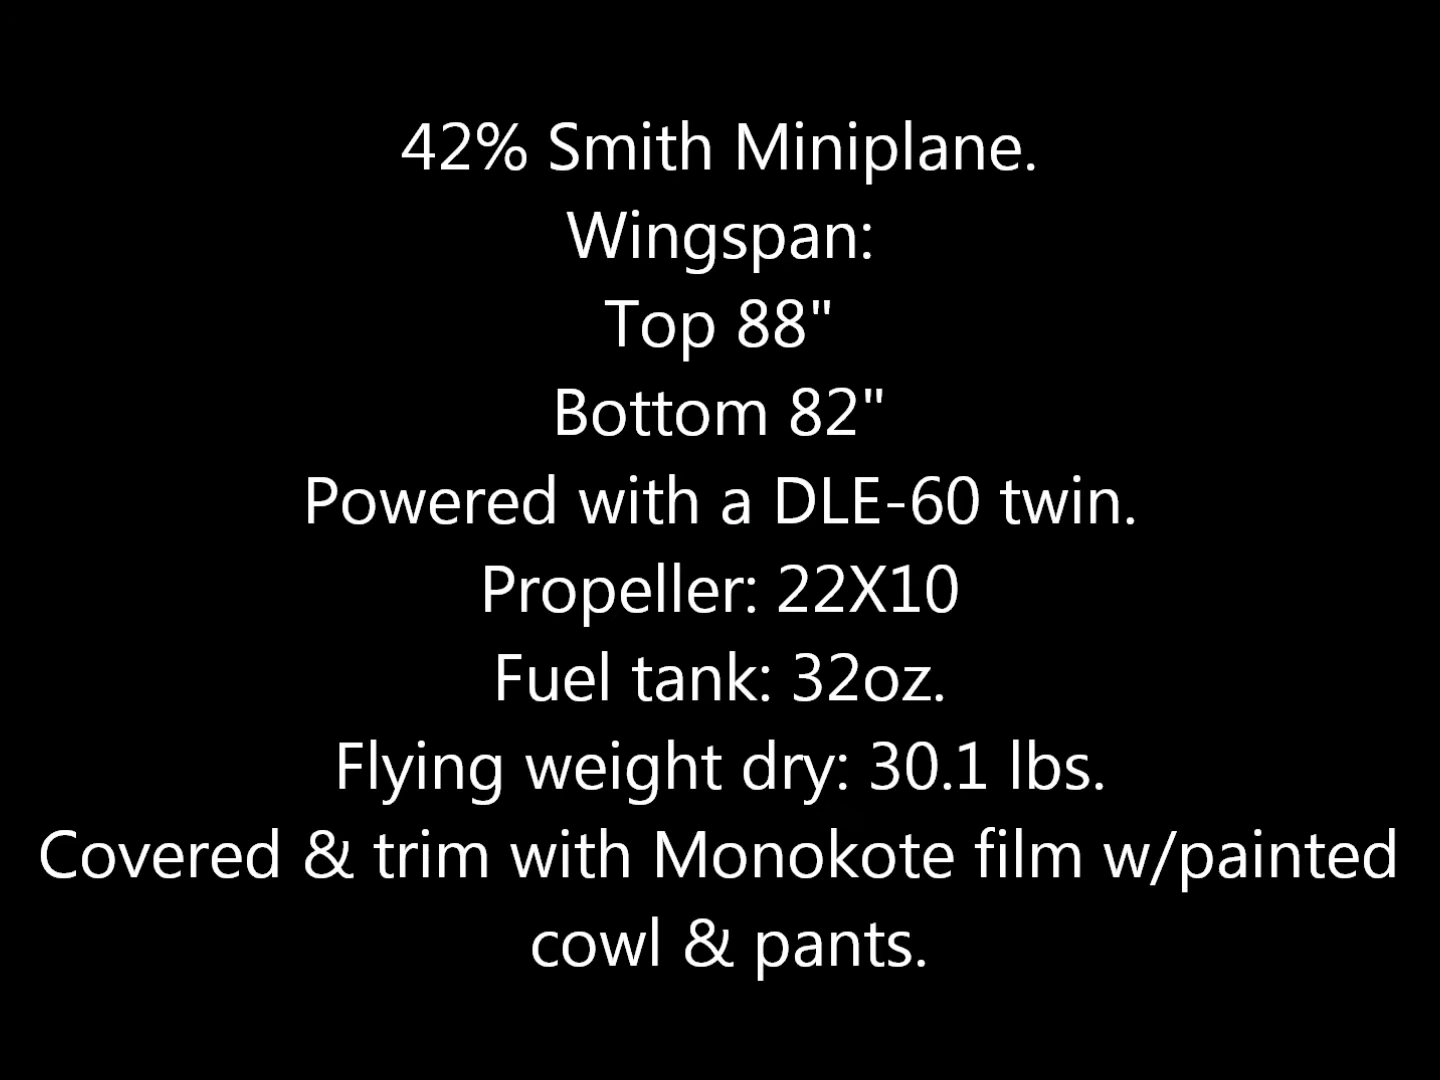 42% Smith Miniplane.
Wingspan:
Top 88"
Bottom 82"
Powered with a DLE-60 twin.
Propeller: 22X10
Fuel tank: 32oz.
Flying weight dry: 30.1 lbs.
Covered & trim with Monokote film w/painted
cowl & pants.